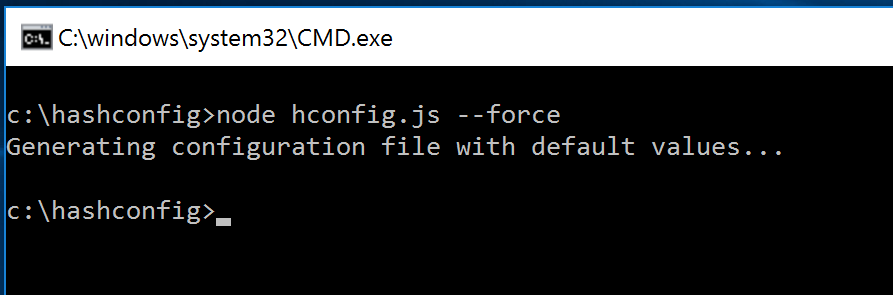 C:\windows\system32\CMD.exe
c:\hashconfig>node hconfig.js --force
Generating configuration file with default values...
c:\hashconfig>